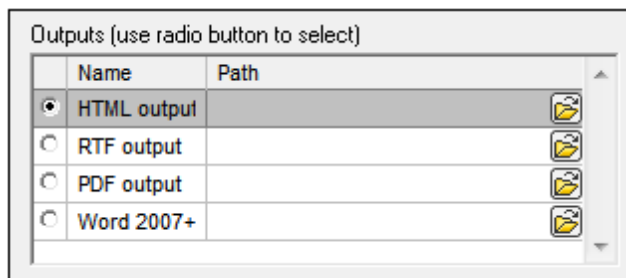 Outputs (use radio button to select)
Name Path
HTML output
RTF output
PDF output
Word 2007+